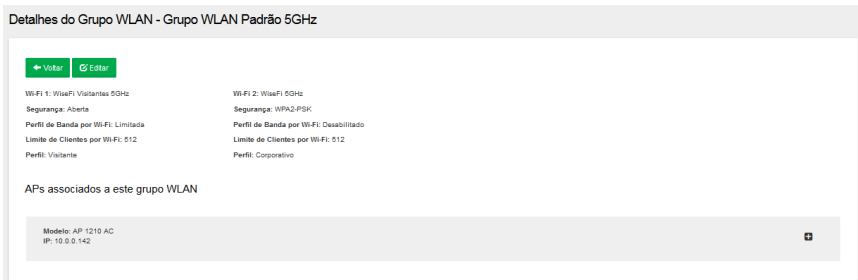 Detalhes do Grupo WLAN - Grupo WLAN Padrão 5GHz
Voltar Editar
Wi-Fi 1: WiseFi Visitantes 5GHz Wi-Fi 2: WiseFi 5GHz
Segurança: Aberta Segurança: WPA2-PSK
Perfil de Banda por Wi-Fi: Limitada Perfil de Banda por Wi-Fi: Desabilitado
Limite de Clientes por Wi-Fi: 512 Limite de Clientes por Wi-Fi: 512
Perfil: Visitante Perfil: Corporativo
APs associados a este grupo WLAN
Modelo: AP 1210 AC
IP: 10.0.0.142